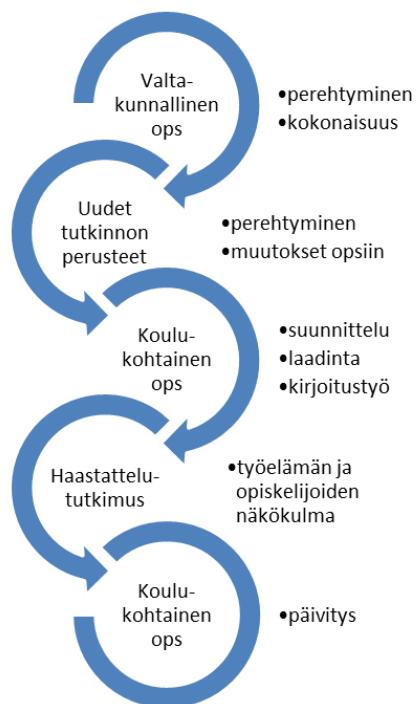 Valta-
kunnallinen
ops
•perehtyminen
•kokonaisuus
Uudet
tutkinnon
perusteet
•perehtyminen
•muutokset opsiin
Koulu-
kohtainen
ops
•suunnittelu
•laadinta
•kirjoitustyö
Haastattelu-
tutkimus
•työelämän ja
opiskelijoiden
näkökulma
Koulu-
kohtainen
ops
•päivitys